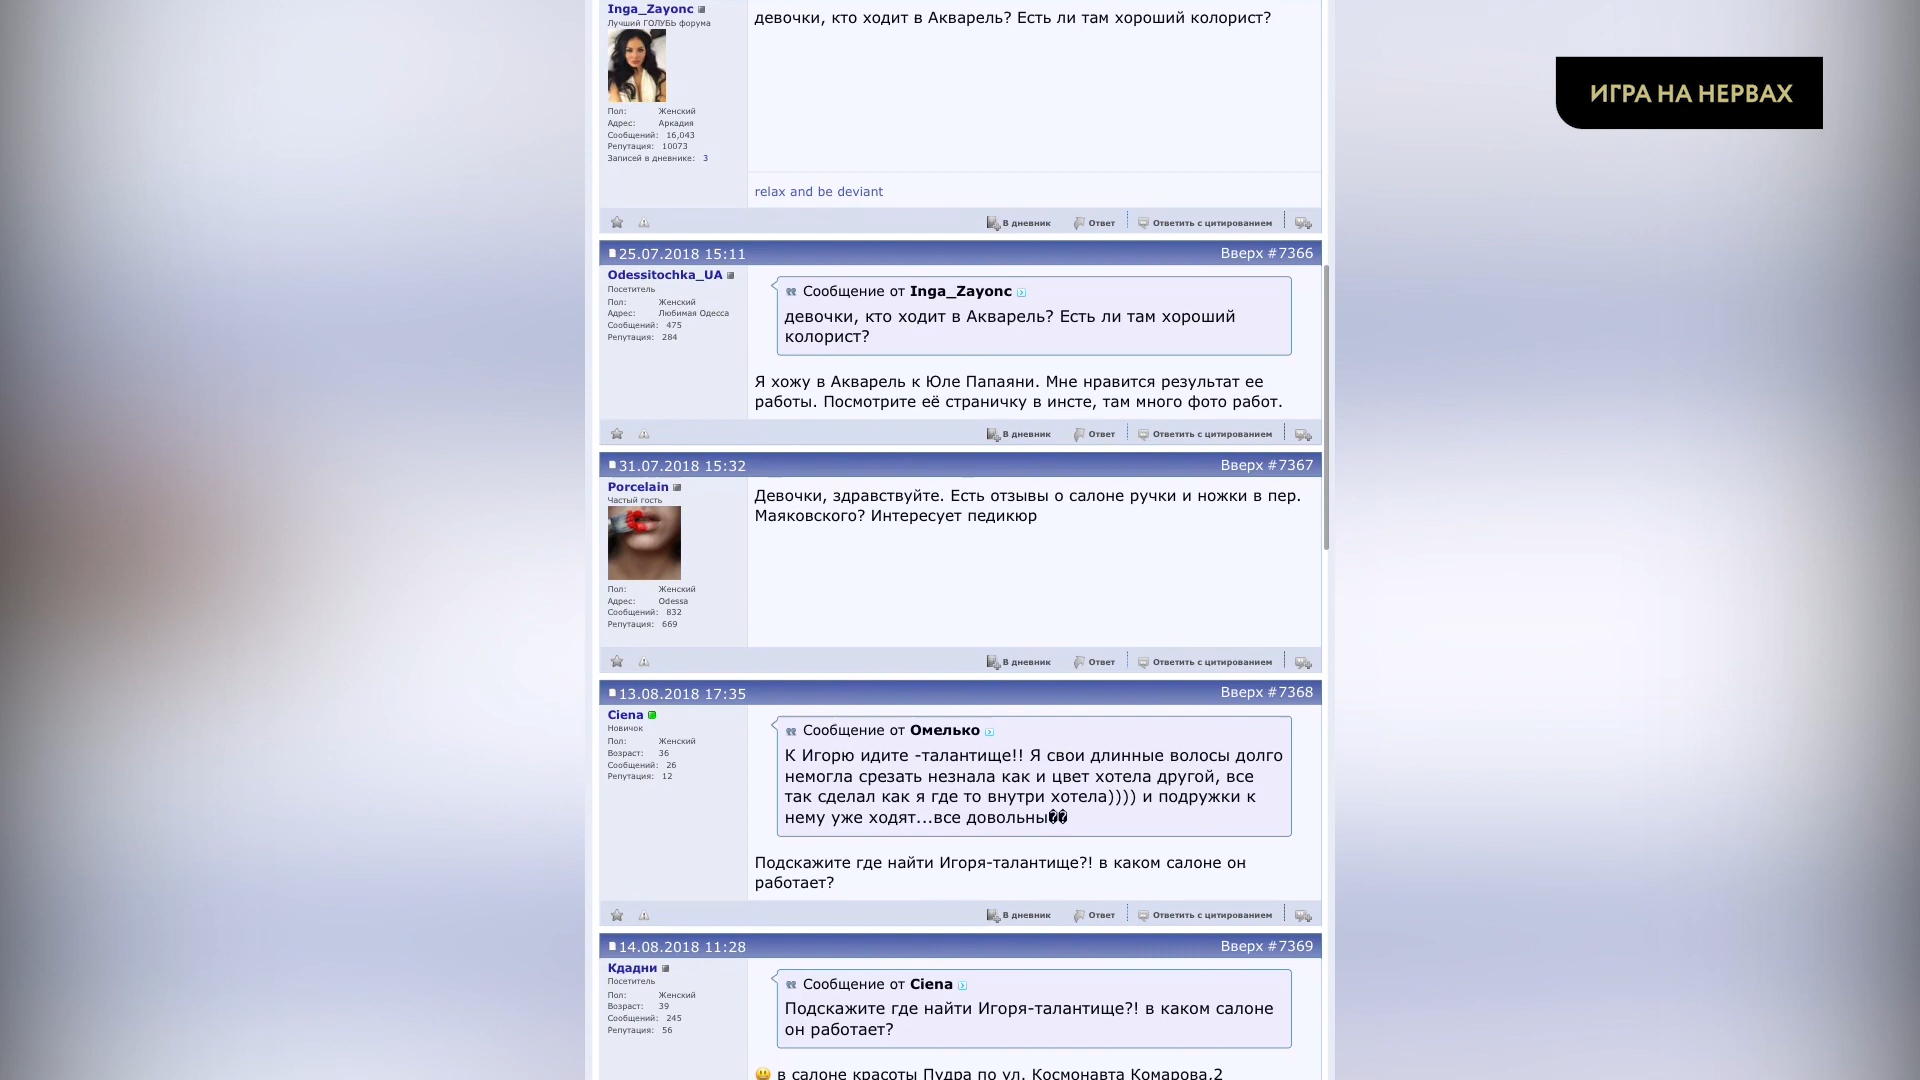 Inga_Zayonc
Лучший ГОЛУБЬ форума
Пол: Женский
Адрес: Аркадия
Сообщений: 16,043
Репутация: 10073
Записей в дневнике: 3
девочки, кто ходит в Акварель? Есть ли там хороший колорист?
relax and be deviant
В дневник Ответ Ответить с цитированием
ИГРА НА НЕРВАХ
25.07.2018 15:11 Вверх #7366
Odessitochka_UA
Посетитель
Пол: Женский
Адрес: Любимая Одесса
Сообщений: 475
Репутация: 284
Сообщение от Inga_Zayonc
девочки, кто ходит в Акварель? Есть ли там хороший
колорист?
Я хожу в Акварель к Юле Папаяни. Мне нравится результат ее
работы. Посмотрите её страничку в инсте, там много фото работ.
В дневник Ответ Ответить с цитированием
31.07.2018 15:32 Вверх #7367
Porcelain
Частый гость
Пол: Женский
Адрес: Odessa
Сообщений: 832
Репутация: 669
Девочки, здравствуйте. Есть отзывы о салоне ручки и ножки в пер.
Маяковского? Интересует педикюр
В дневник Ответ Ответить с цитированием
13.08.2018 17:35 Вверх #7368
Ciena
Новичок
Пол: Женский
Возраст: 36
Сообщений: 26
Репутация: 12
Сообщение от Омелько
К Игорю идите -талантище!! Я свои длинные волосы долго
немогла срезать незнала как и цвет хотела другой, все
так сделал как я где то внутри хотела)))) и подружки к
нему уже ходят...все довольны��
Подскажите где найти Игоря-талантище?! в каком салоне он
работает?
В дневник Ответ Ответить с цитированием
14.08.2018 11:28 Вверх #7369
Кдадни
Посетитель
Пол: Женский
Возраст: 39
Сообщений: 245
Репутация: 56
Сообщение от Ciena
Подскажите где найти Игоря-талантище?! в каком салоне
он работает?
😃 в салоне красоты Пудра по ул. Космонавта Комарова,2